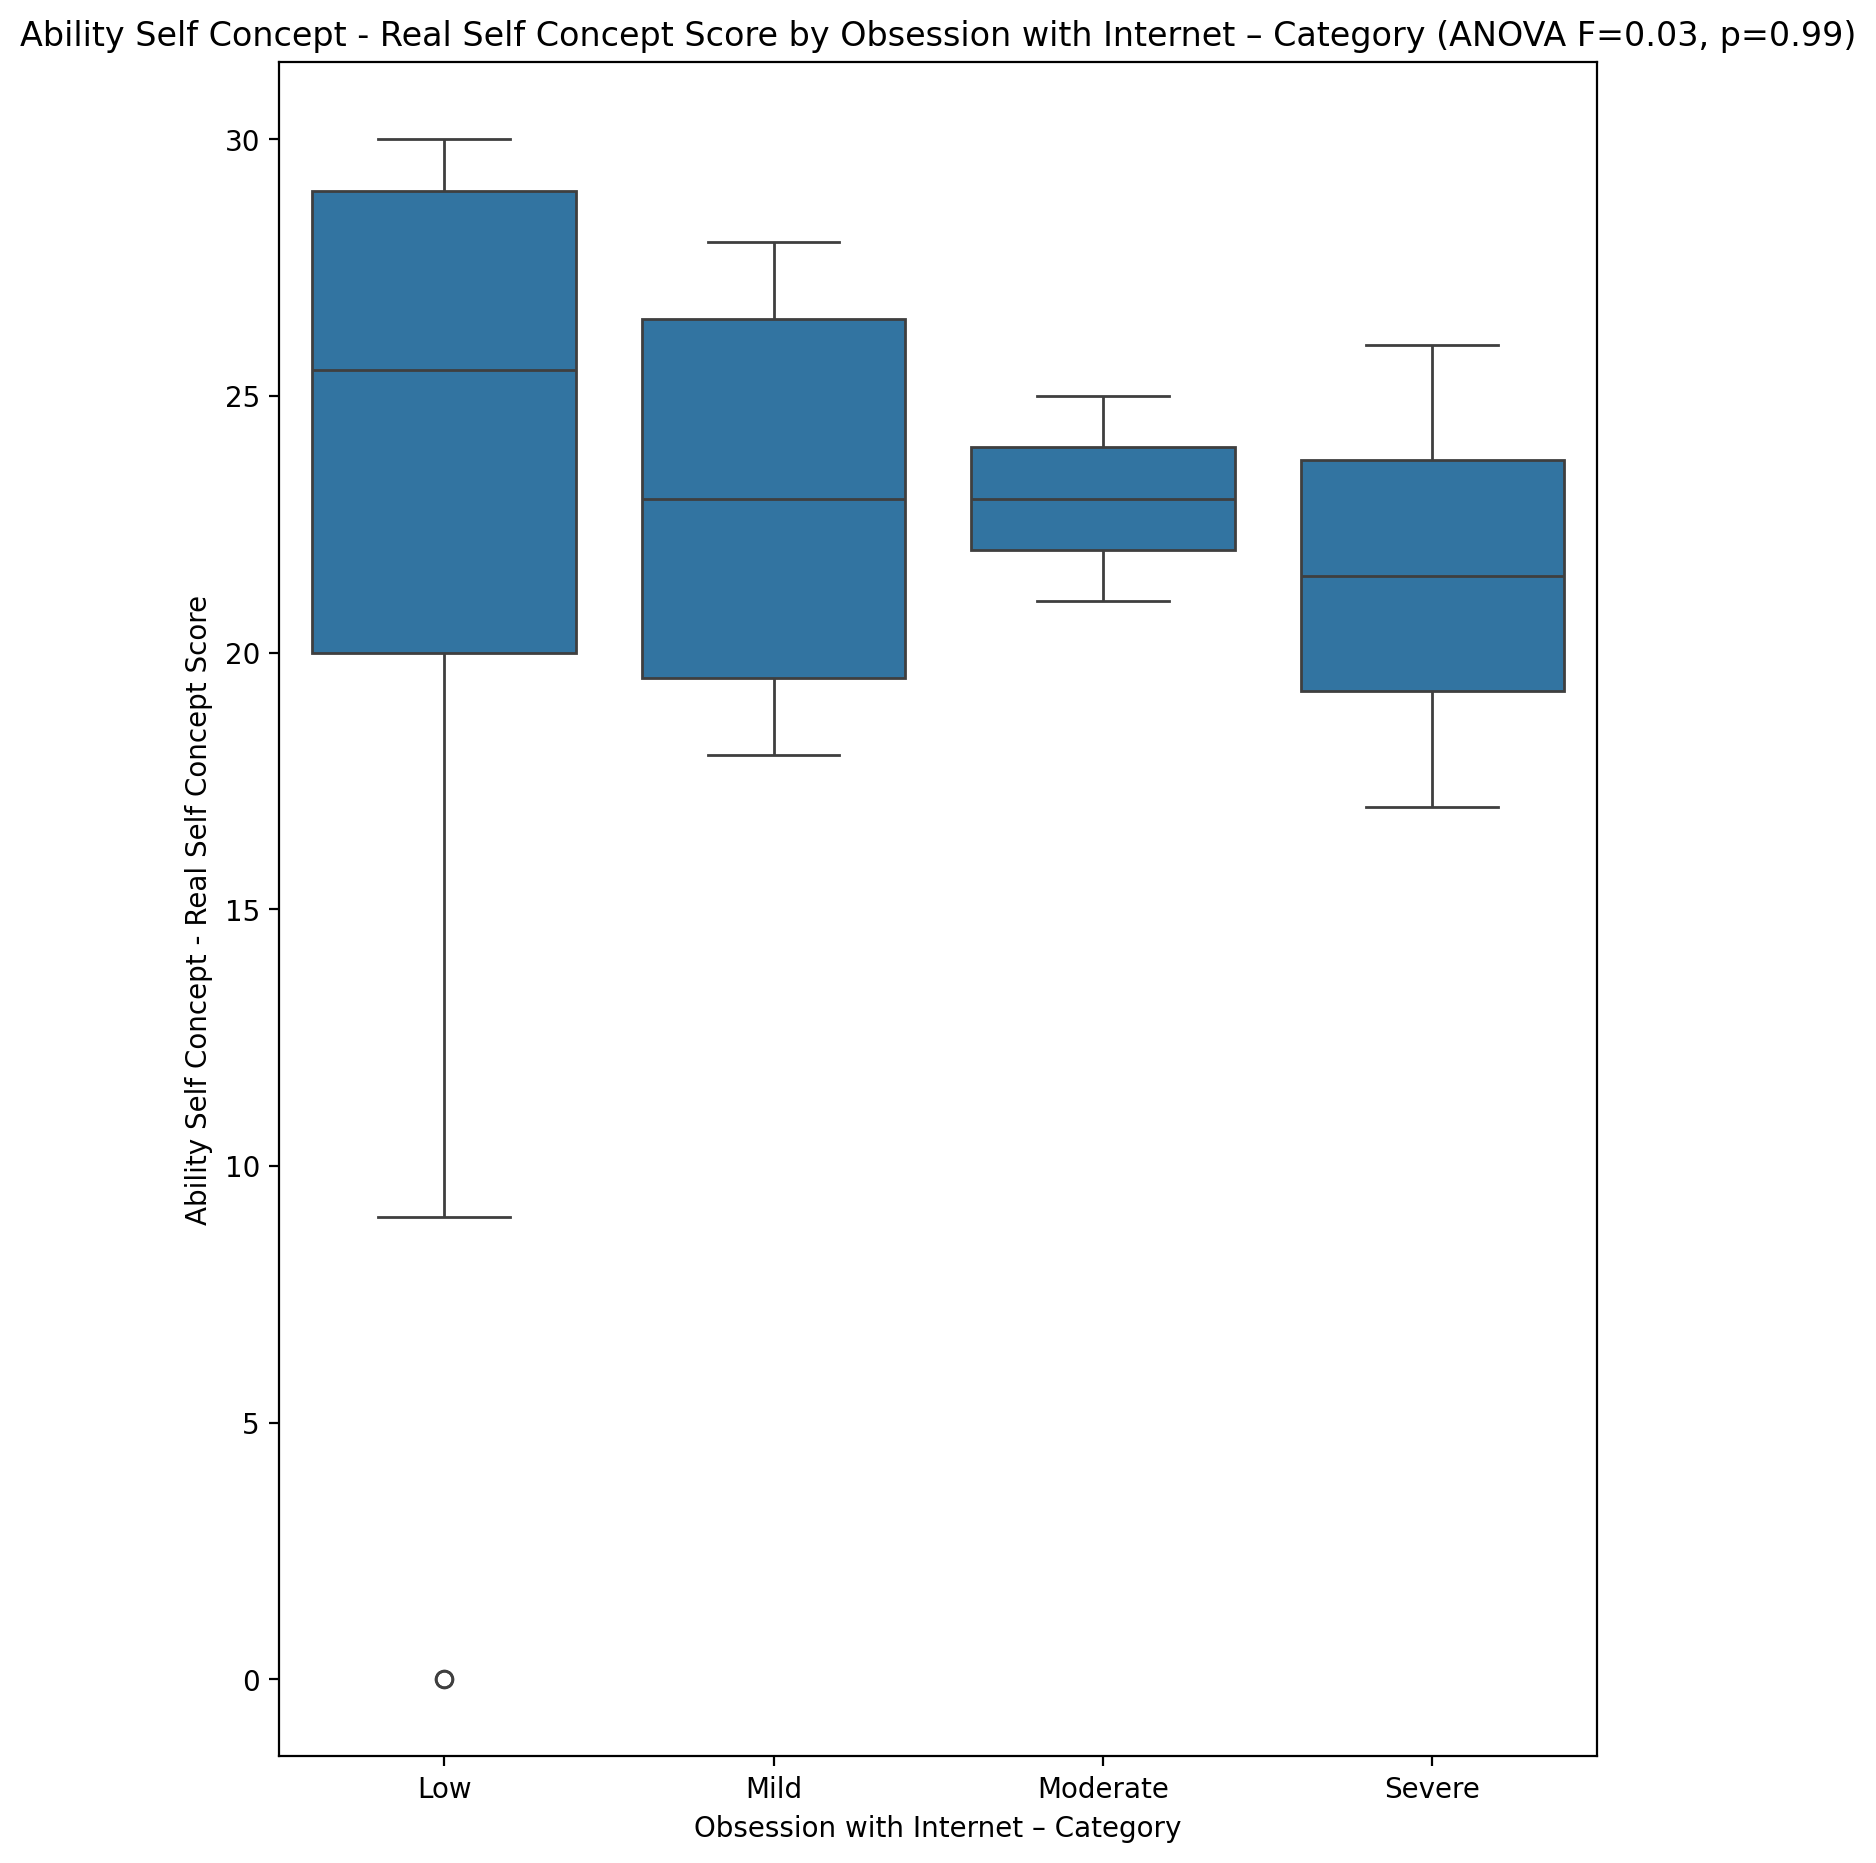 Ability Self Concept - Real Self Concept Score by Obsession with Internet – Category (ANOVA F=0.03, p=0.99)
Ability Self Concept - Real Self Concept Score
30
25
20
15
10
5
0
Low Mild Moderate Severe
Obsession with Internet – Category